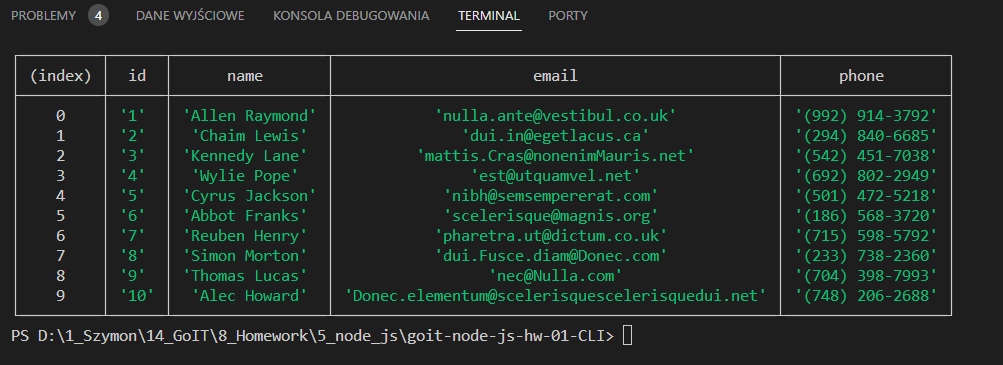 PROBLEMY 4 DANE WYJŚCIOWE KONSOLA DEBUGOWANIA TERMINAL PORTY
(index) id name email phone
0 '1' 'Allen Raymond' 'nulla.ante@vestibul.co.uk' '(992) 914-3792'
1 '2' 'Chaim Lewis' 'dui.in@egetlacus.ca' '(294) 840-6685'
2 '3' 'Kennedy Lane' 'mattis.Cras@nonenimMauris.net' '(542) 451-7038'
3 '4' 'Wylie Pope' 'est@utquamvel.net' '(692) 802-2949'
4 '5' 'Cyrus Jackson' 'nibh@semsempererat.com' '(501) 472-5218'
5 '6' 'Abbot Franks' 'scelerisque@magnis.org' '(186) 568-3720'
6 '7' 'Reuben Henry' 'pharetra.ut@dictum.co.uk' '(715) 598-5792'
7 '8' 'Simon Morton' 'dui.Fusce.diam@Donec.com' '(233) 738-2360'
8 '9' 'Thomas Lucas' 'nec@Nulla.com' '(704) 398-7993'
9 '10' 'Alec Howard' 'Donec.elementum@scelerisquescelerisquedui.net' '(748) 206-2688'
PS D:\1_Szymon\14_GoIT\8_Homework\5_node_js\goit-node-js-hw-01-CLI>